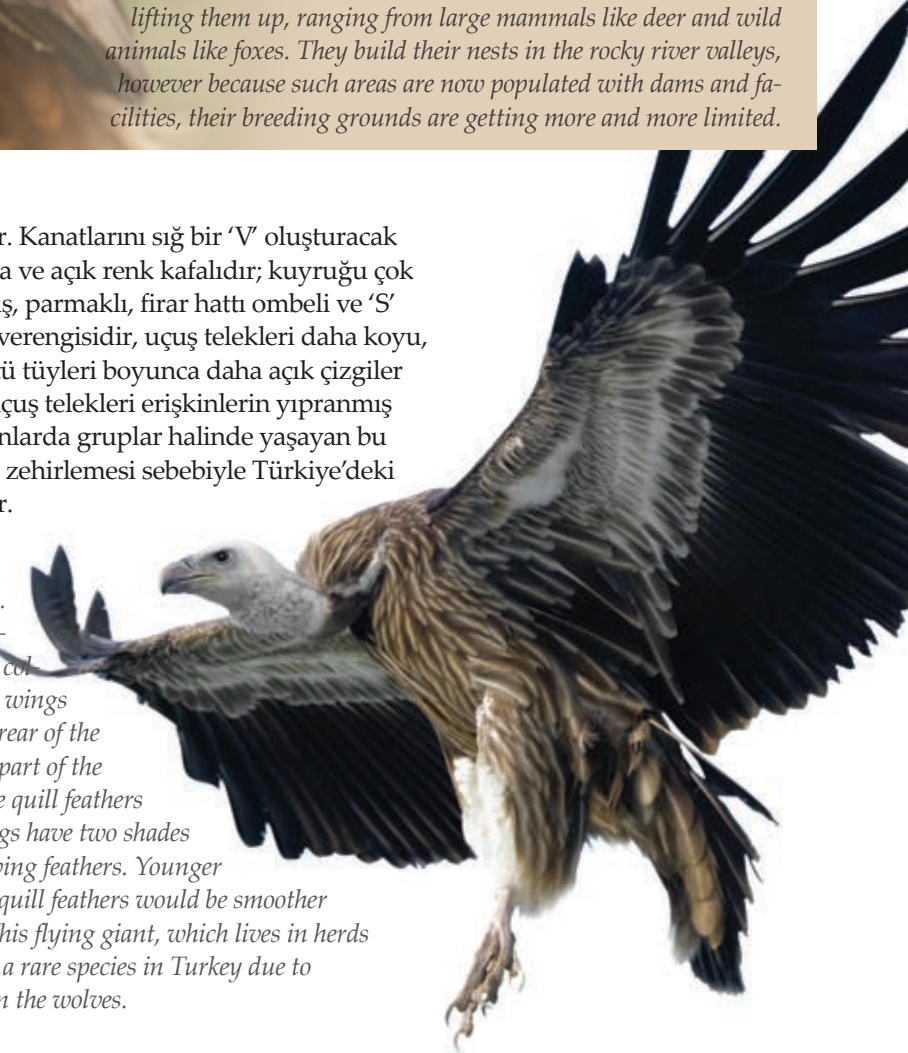 lifting them up, ranging from large mammals like deer and wild
animals like foxes. They build their nests in the rocky river valleys,
however because such areas are now populated with dams and fa-
cilities, their breeding grounds are getting more and more limited.
r. Kanatlarını sığ bir ‘V’ oluşturacak
a ve açık renk kafalıdır; kuyruğu çok
ış, parmaklı, firar hattı ombeli ve ‘S’
verengisidir, uçuş telekleri daha koyu,
tü tüyleri boyunca daha açık çizgiler
uçuş telekleri erişkinlerin yıpranmış
nlarda gruplar halinde yaşayan bu
zehirlemesi sebebiyle Türkiye’deki
r.
.
-
col-
wings
rear of the
part of the
e quill feathers
gs have two shades
ping feathers. Younger
quill feathers would be smoother
This flying giant, which lives in herds
a rare species in Turkey due to
n the wolves.